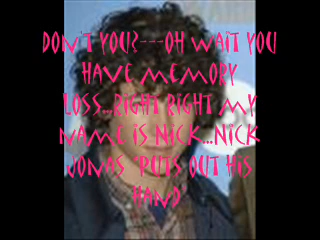 DON'T YOU?---OH WAIT YOU
HAVE MEMORY
LOSS...RIGHT RIGHT MY
NAME IS NICK...NICK
JONAS *PUTS OUT HIS
HAND*